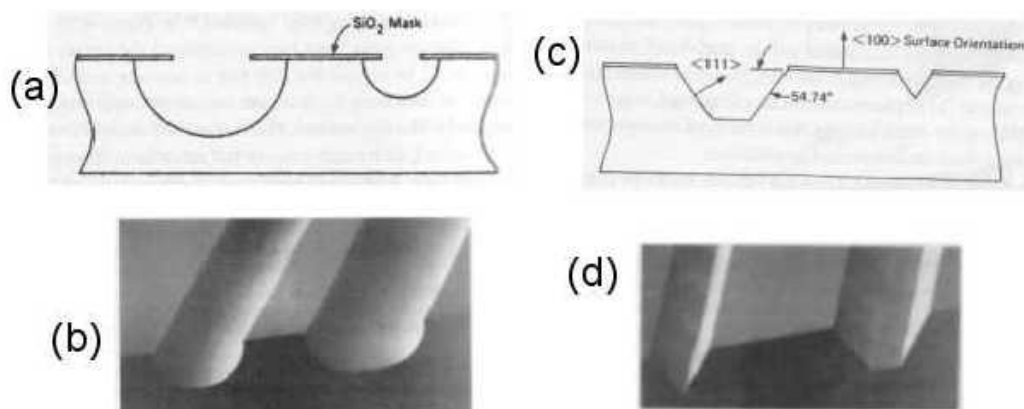 SiO₂ Mask
(a)
(c)
<100> Surface Orientation
<111>
54.74°
(b)
(d)